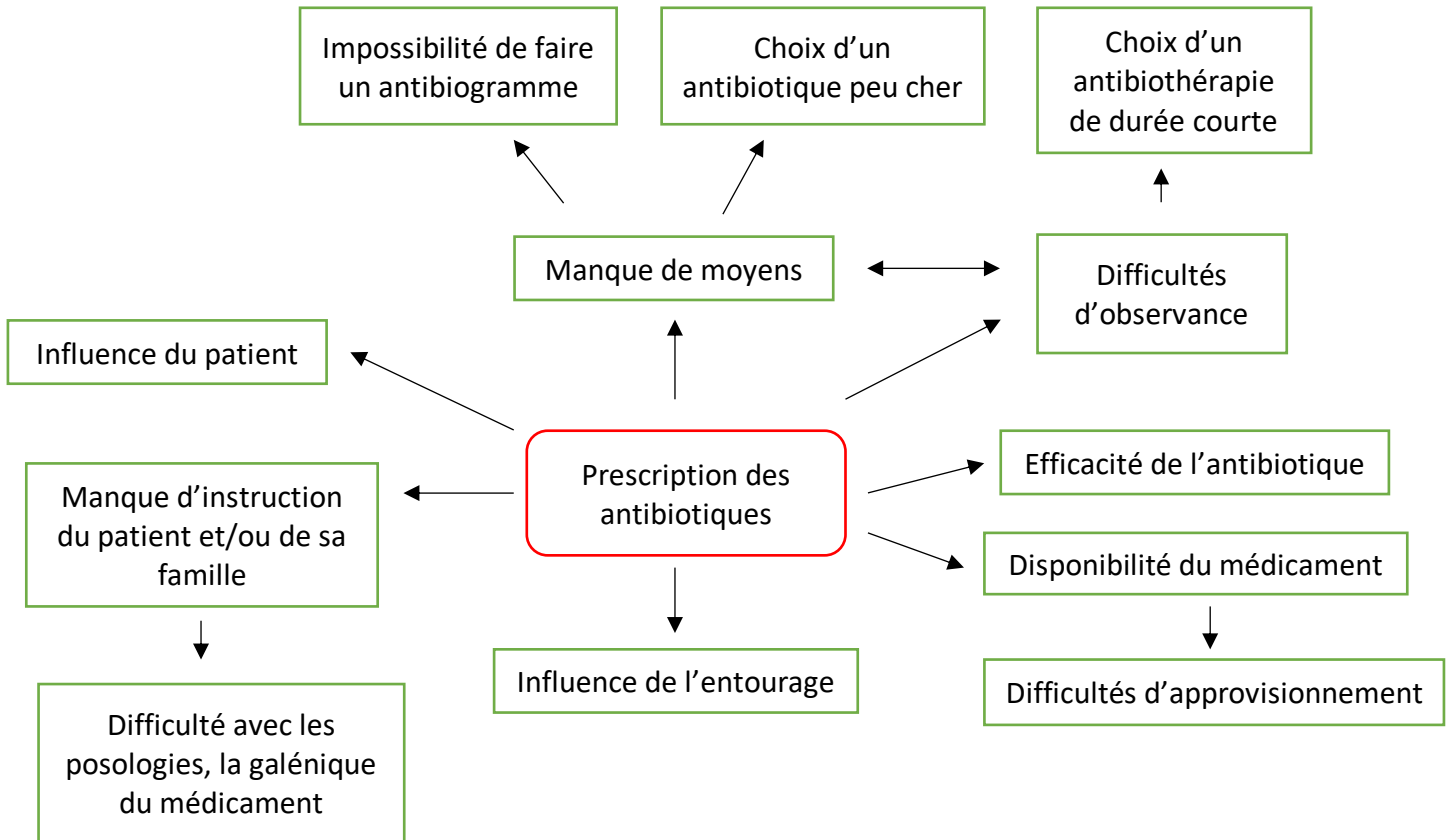 Impossibilité de faire
un antibiogramme
Choix d’un
antibiotique peu cher
Choix d’un
antibiothérapie
de durée courte
Manque de moyens
Difficultés
d’observance
Influence du patient
Prescription des
antibiotiques
Efficacité de l’antibiotique
Manque d’instruction
du patient et/ou de sa
famille
Disponibilité du médicament
Influence de l’entourage
Difficultés d’approvisionnement
Difficulté avec les
posologies, la galénique
du médicament